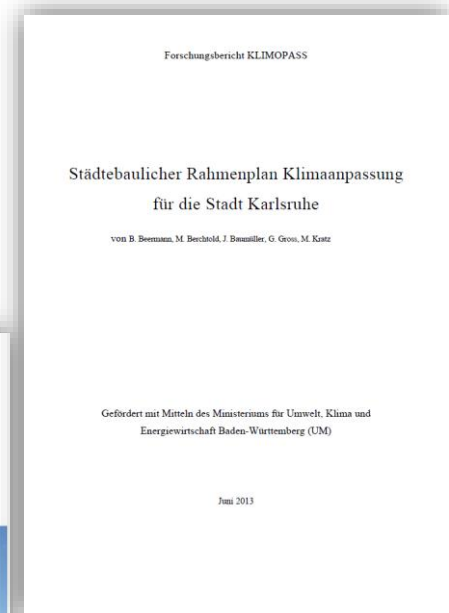 Forschungsbericht KLIMOPASS
Städtebaulicher Rahmenplan Klimaanpassung
für die Stadt Karlsruhe
von B. Beermann, M. Berchtold, J. Baumüller, G. Gross, M. Kratz
Gefördert mit Mitteln des Ministeriums für Umwelt, Klima und
Energiewirtschaft Baden-Württemberg (UM)
Juni 2013